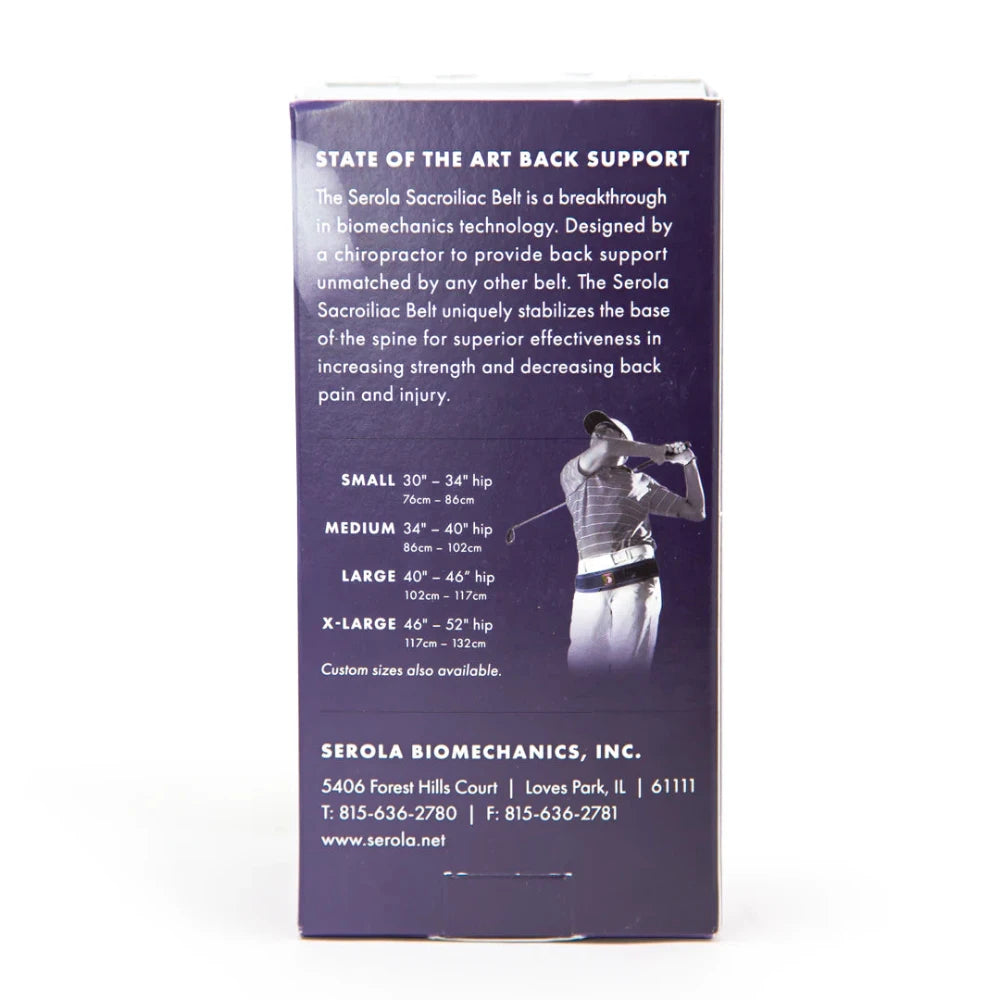 STATE OF THE ART BACK SUPPORT
The Serola Sacroiliac Belt is a breakthrough
in biomechanics technology. Designed by
a chiropractor to provide back support
unmatched by any other belt. The Serola
Sacroiliac Belt uniquely stabilizes the base
of the spine for superior effectiveness in
increasing strength and decreasing back
pain and injury.
SMALL 30" – 34" hip
76cm – 86cm
MEDIUM 34" – 40" hip
86cm – 102cm
LARGE 40" – 46" hip
102cm – 117cm
X-LARGE 46" – 52" hip
117cm – 132cm
Custom sizes also available.
SEROLA BIOMECHANICS, INC.
5406 Forest Hills Court | Loves Park, IL | 61111
T: 815-636-2780 | F: 815-636-2781
www.serola.net